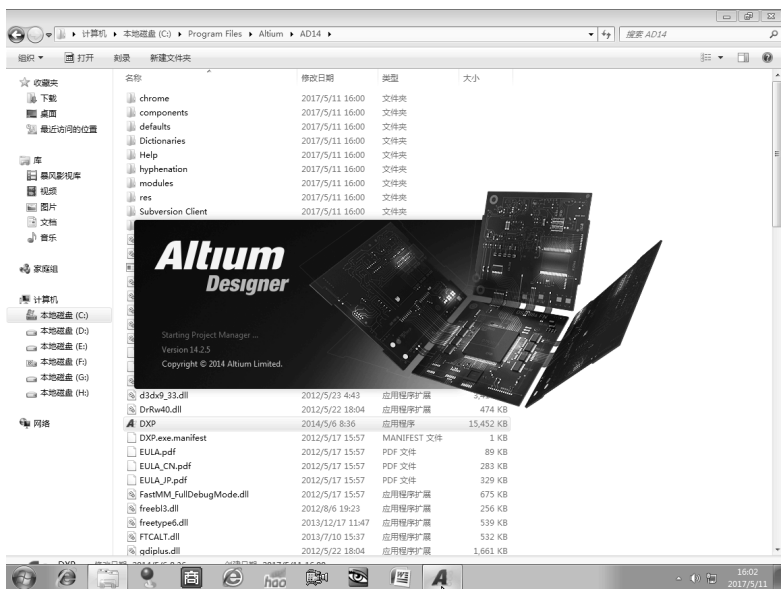 计算机 ▸ 本地磁盘 (C:) ▸ Program Files ▸ Altium ▸ AD14 ▸
搜索 AD14
组织 ▾ 打开 刻录 新建文件夹
名称 修改日期 类型 大小
收藏夹
下载
桌面
最近访问的位置
库
暴风影视库
视频
图片
文档
音乐
家庭组
计算机
本地磁盘 (C:)
本地磁盘 (D:)
本地磁盘 (E:)
本地磁盘 (F:)
本地磁盘 (G:)
本地磁盘 (H:)
网络
chrome 2017/5/11 16:00 文件夹
components 2017/5/11 16:00 文件夹
defaults 2017/5/11 16:00 文件夹
Dictionaries 2017/5/11 16:00 文件夹
Help 2017/5/11 16:00 文件夹
hyphenation 2017/5/11 16:00 文件夹
modules 2017/5/11 16:00 文件夹
res 2017/5/11 16:00 文件夹
Subversion Client 2017/5/11 16:00 文件夹
Altium
Designer
Starting Project Manager ...
Version 14.2.5
Copyright © 2014 Altium Limited.
d3dx9_33.dll 2012/5/23 4:43 应用程序扩展
DrRw40.dll 2012/5/22 18:04 应用程序扩展 474 KB
DXP 2014/5/6 8:36 应用程序 15,452 KB
DXP.exe.manifest 2012/5/17 15:57 MANIFEST 文件 1 KB
EULA.pdf 2012/5/17 15:57 PDF 文件 89 KB
EULA_CN.pdf 2012/5/17 15:57 PDF 文件 283 KB
EULA_JP.pdf 2012/5/17 15:57 PDF 文件 329 KB
FastMM_FullDebugMode.dll 2012/5/17 15:57 应用程序扩展 675 KB
freebl3.dll 2012/8/6 19:23 应用程序扩展 256 KB
freetype6.dll 2013/12/17 11:47 应用程序扩展 539 KB
FTCALT.dll 2013/7/10 15:37 应用程序扩展 532 KB
gdiplus.dll 2012/5/22 18:04 应用程序扩展 1,661 KB
商
hao
16:02
2017/5/11